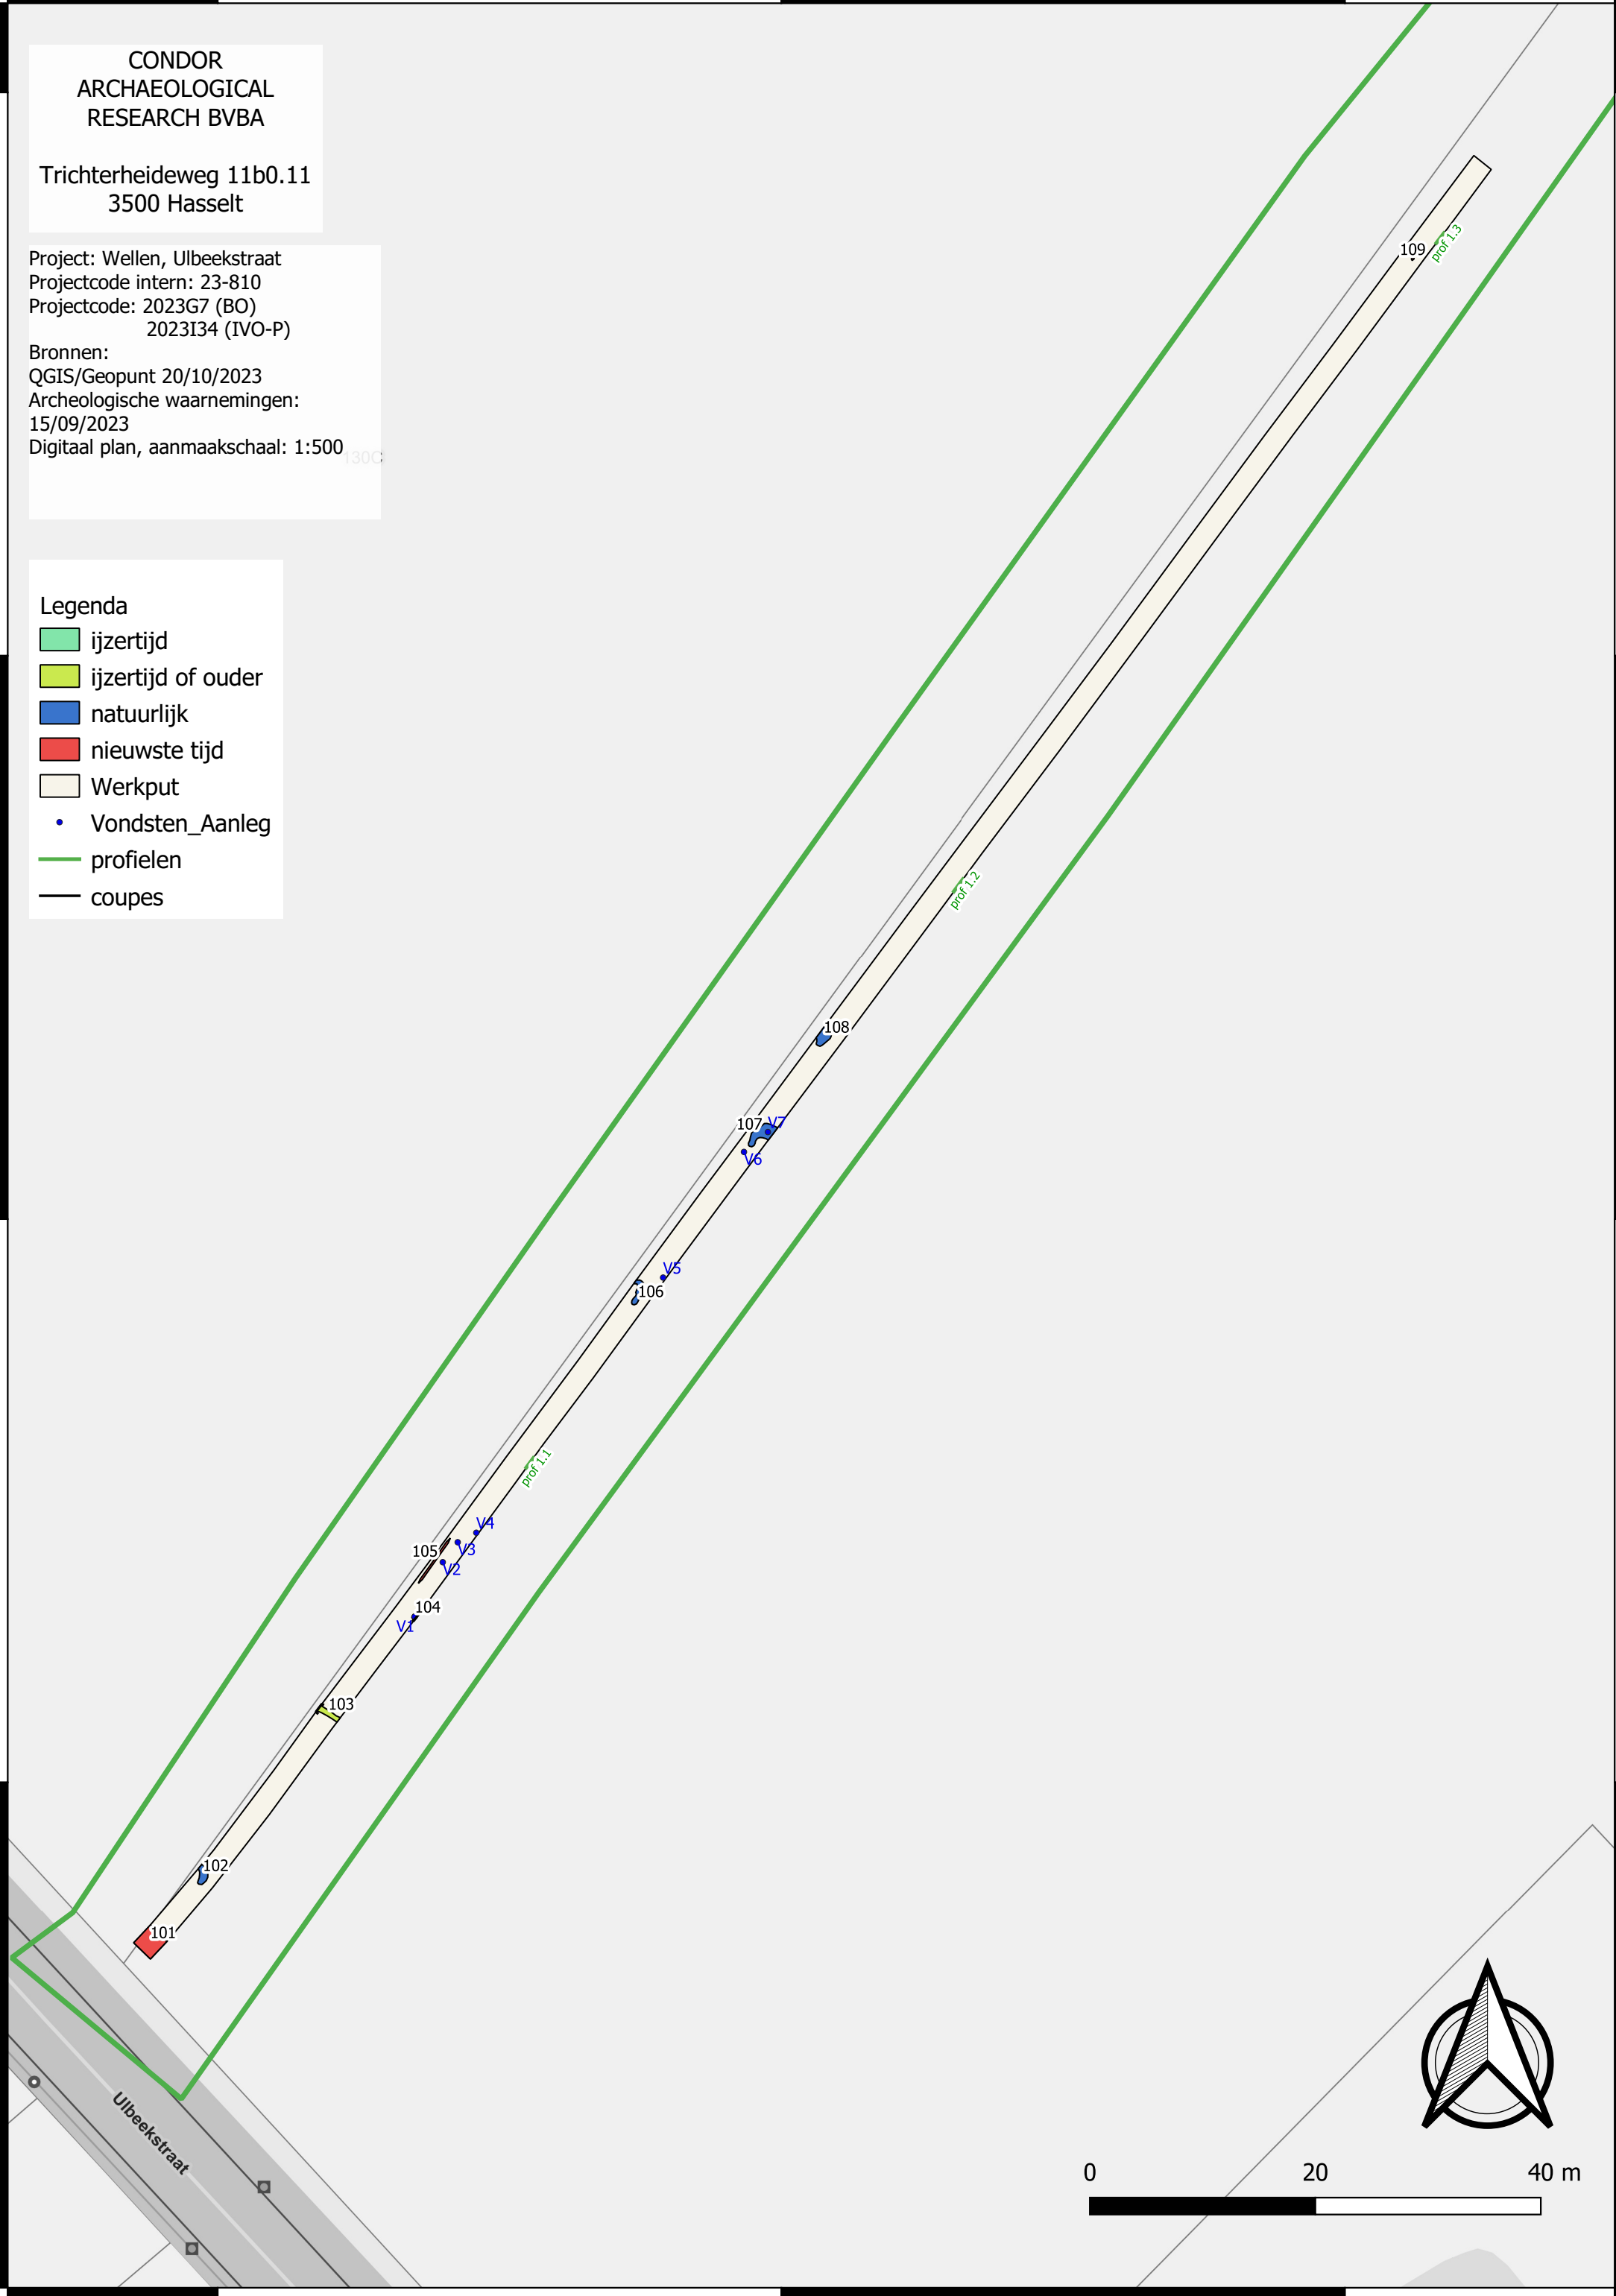 CONDOR
ARCHAEOLOGICAL
RESEARCH BVBA
Trichterheideweg 11b0.11
3500 Hasselt
Project: Wellen, Ulbeekstraat
Projectcode intern: 23-810
Projectcode: 2023G7 (BO)
2023I34 (IVO-P)
Bronnen:
QGIS/Geopunt 20/10/2023
Archeologische waarnemingen:
15/09/2023
Digitaal plan, aanmaakschaal: 1:500
Legenda
ijzertijd
ijzertijd of ouder
natuurlijk
nieuwste tijd
Werkput
Vondsten_Aanleg
profielen
coupes
109
prof 1.3
prof 1.2
108
107
V7
V6
V5
106
prof 1.1
V4
105
V3
V2
104
V1
103
102
101
Ulbeekstraat
0
20
40 m